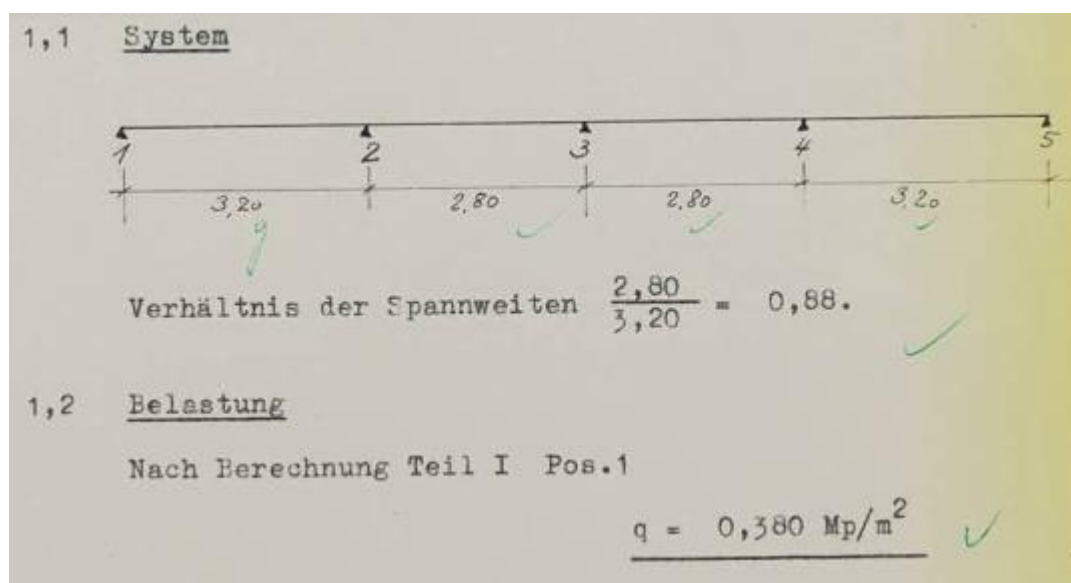 1,1 System
1 2 3 4 5
3,20 2,80 2,80 3,20
Verhältnis der Spannweiten 2,80/3,20 = 0,88.
1,2 Belastung
Nach Berechnung Teil I Pos.1
q = 0,380 Mp/m²